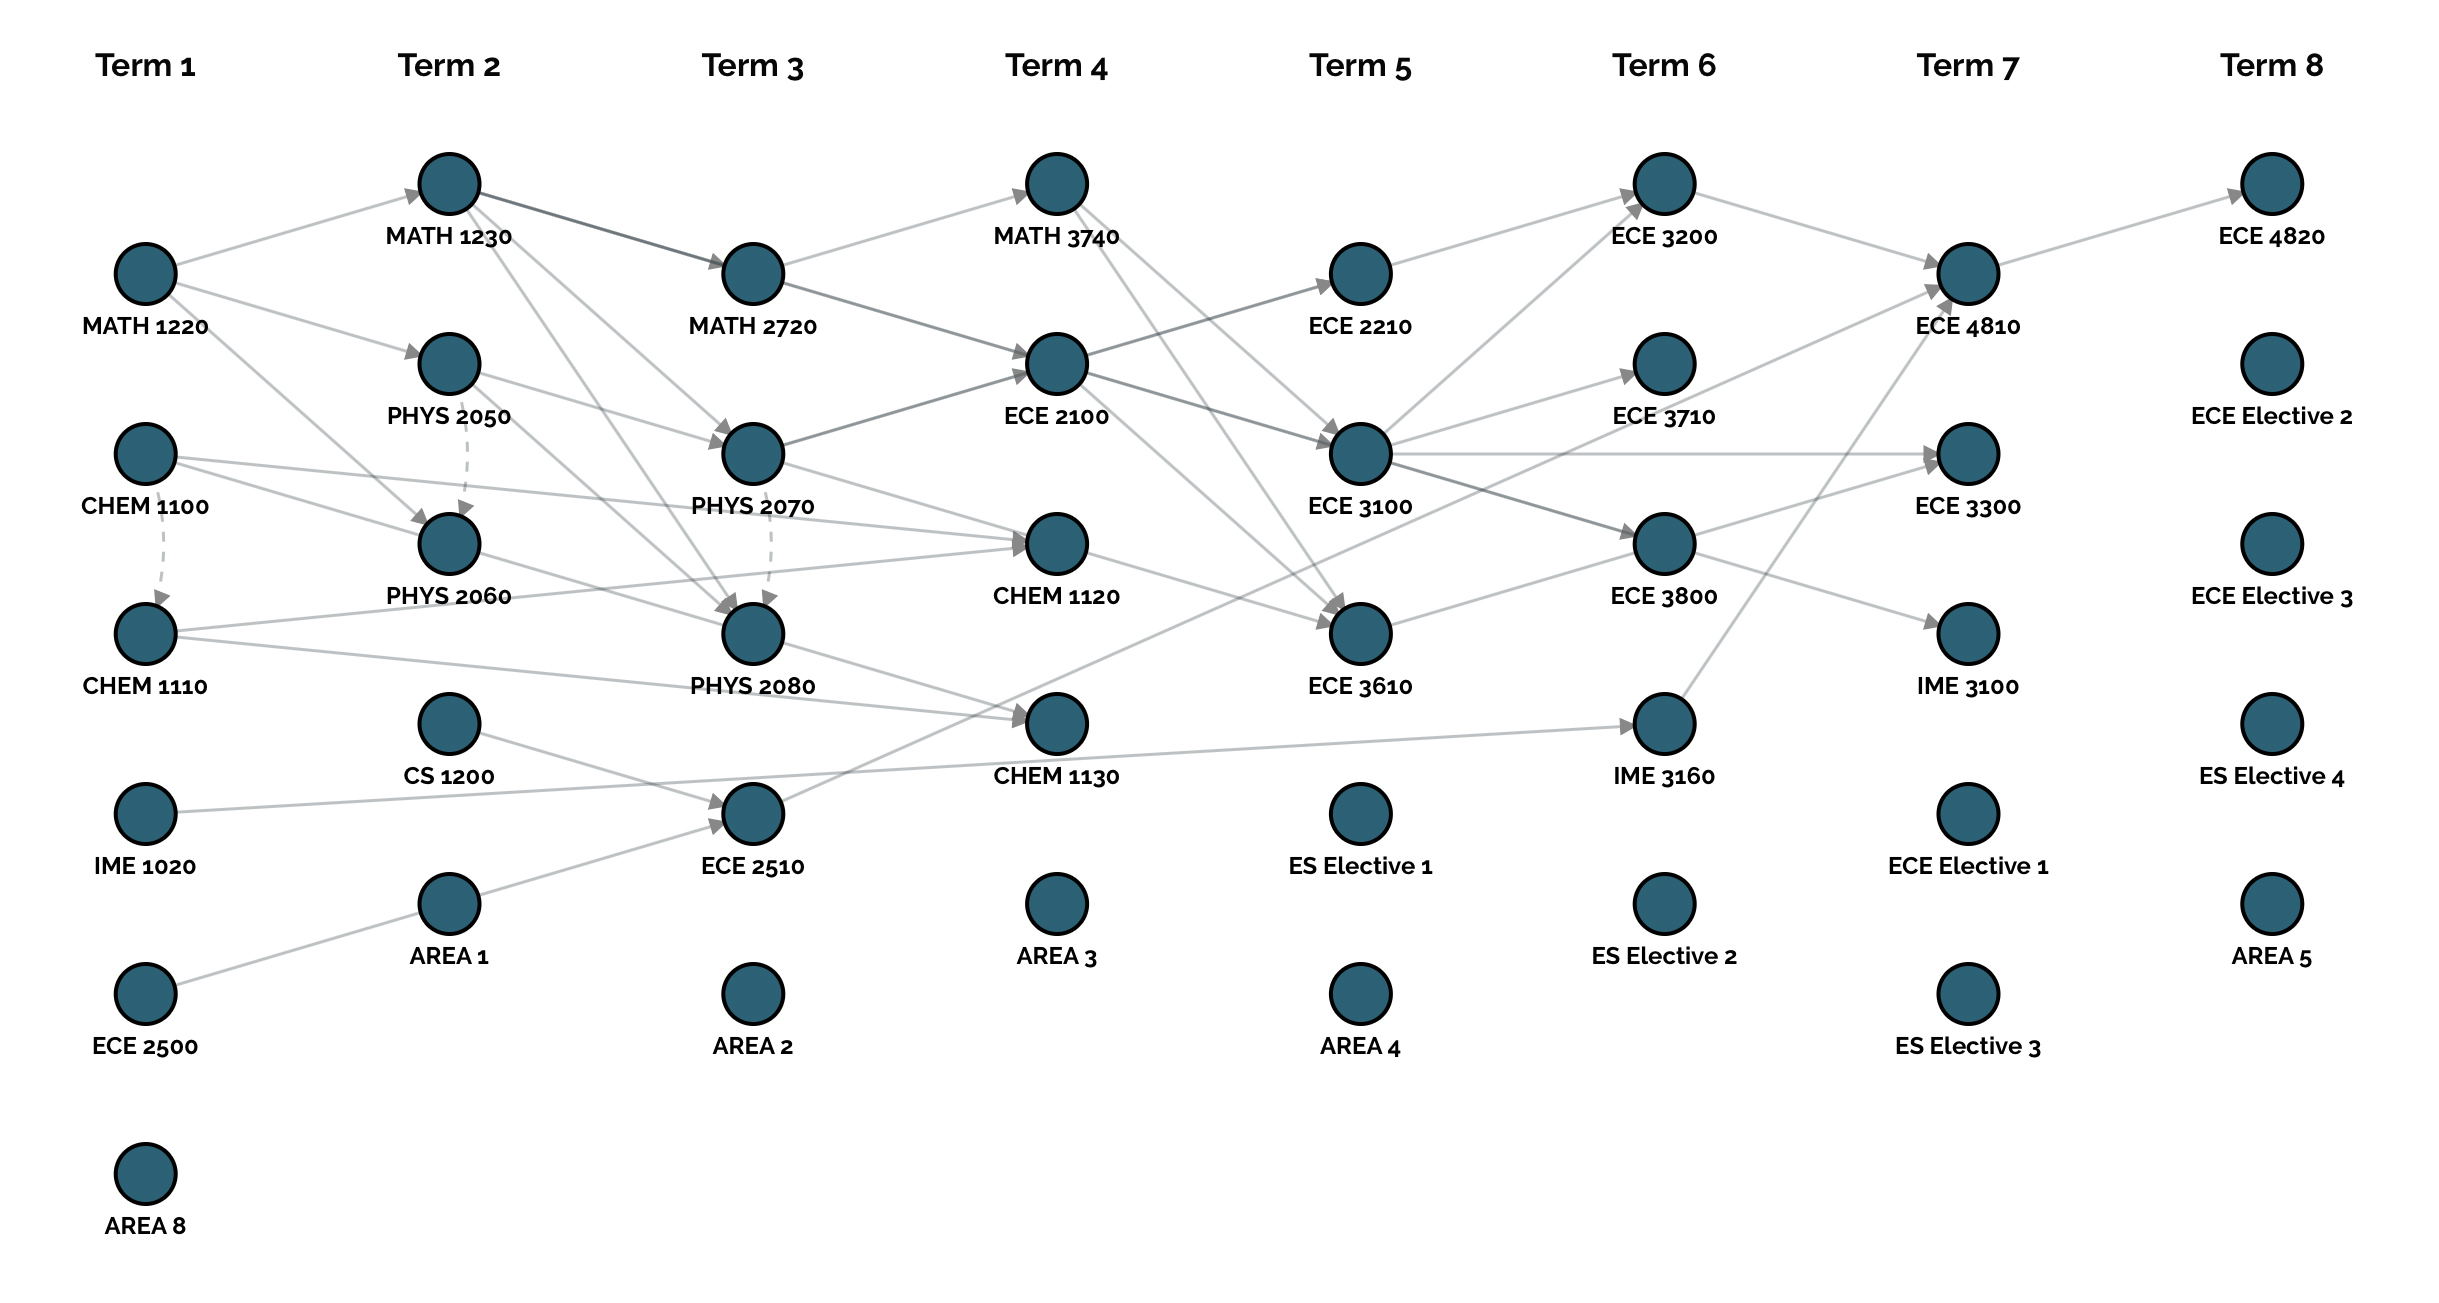 Term 1
Term 2
Term 3
Term 4
Term 5
Term 6
Term 7
Term 8
MATH 1220
CHEM 1100
CHEM 1110
IME 1020
ECE 2500
AREA 8
MATH 1230
PHYS 2050
PHYS 2060
CS 1200
AREA 1
MATH 2720
PHYS 2070
PHYS 2080
ECE 2510
AREA 2
MATH 3740
ECE 2100
CHEM 1120
CHEM 1130
AREA 3
ECE 2210
ECE 3100
ECE 3610
ES Elective 1
AREA 4
ECE 3200
ECE 3710
ECE 3800
IME 3160
ES Elective 2
ECE 4810
ECE 3300
IME 3100
ECE Elective 1
ES Elective 3
ECE 4820
ECE Elective 2
ECE Elective 3
ES Elective 4
AREA 5